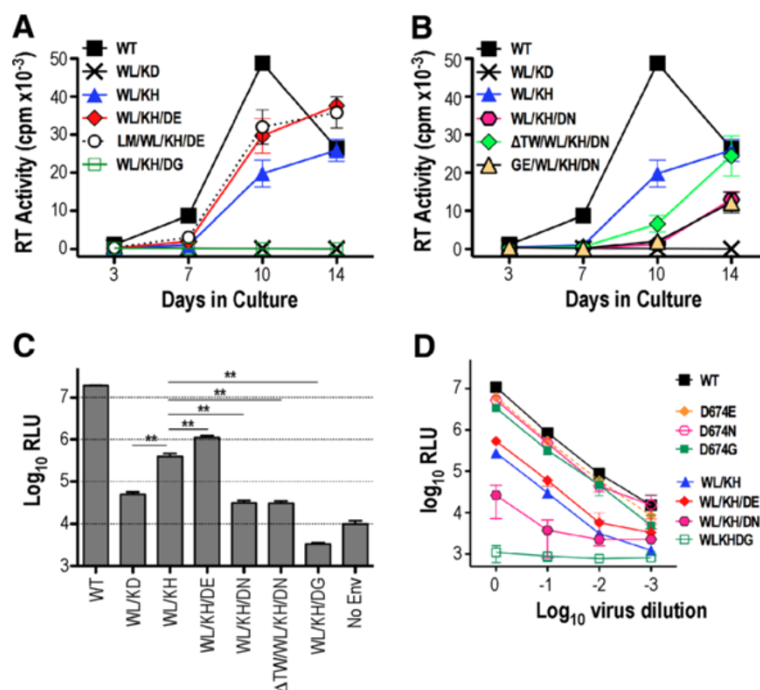 A
RT Activity (cpm x10-3)
50
40
30
20
10
0
3
7
10
14
Days in Culture
WT
WL/KD
WL/KH
WL/KH/DE
LM/WL/KH/DE
WL/KH/DG
B
RT Activity (cpm x10-3)
50
40
30
20
10
0
3
7
10
14
Days in Culture
WT
WL/KD
WL/KH
WL/KH/DN
ΔTW/WL/KH/DN
GE/WL/KH/DN
C
Log10 RLU
7
6
5
4
3
**
**
**
**
**
WT
WL/KD
WL/KH
WL/KH/DE
WL/KH/DN
ΔTW/WL/KH/DN
WL/KH/DG
No Env
D
log10 RLU
7
6
5
4
3
0
-1
-2
-3
Log10 virus dilution
WT
D674E
D674N
D674G
WL/KH
WL/KH/DE
WL/KH/DN
WLKHDG